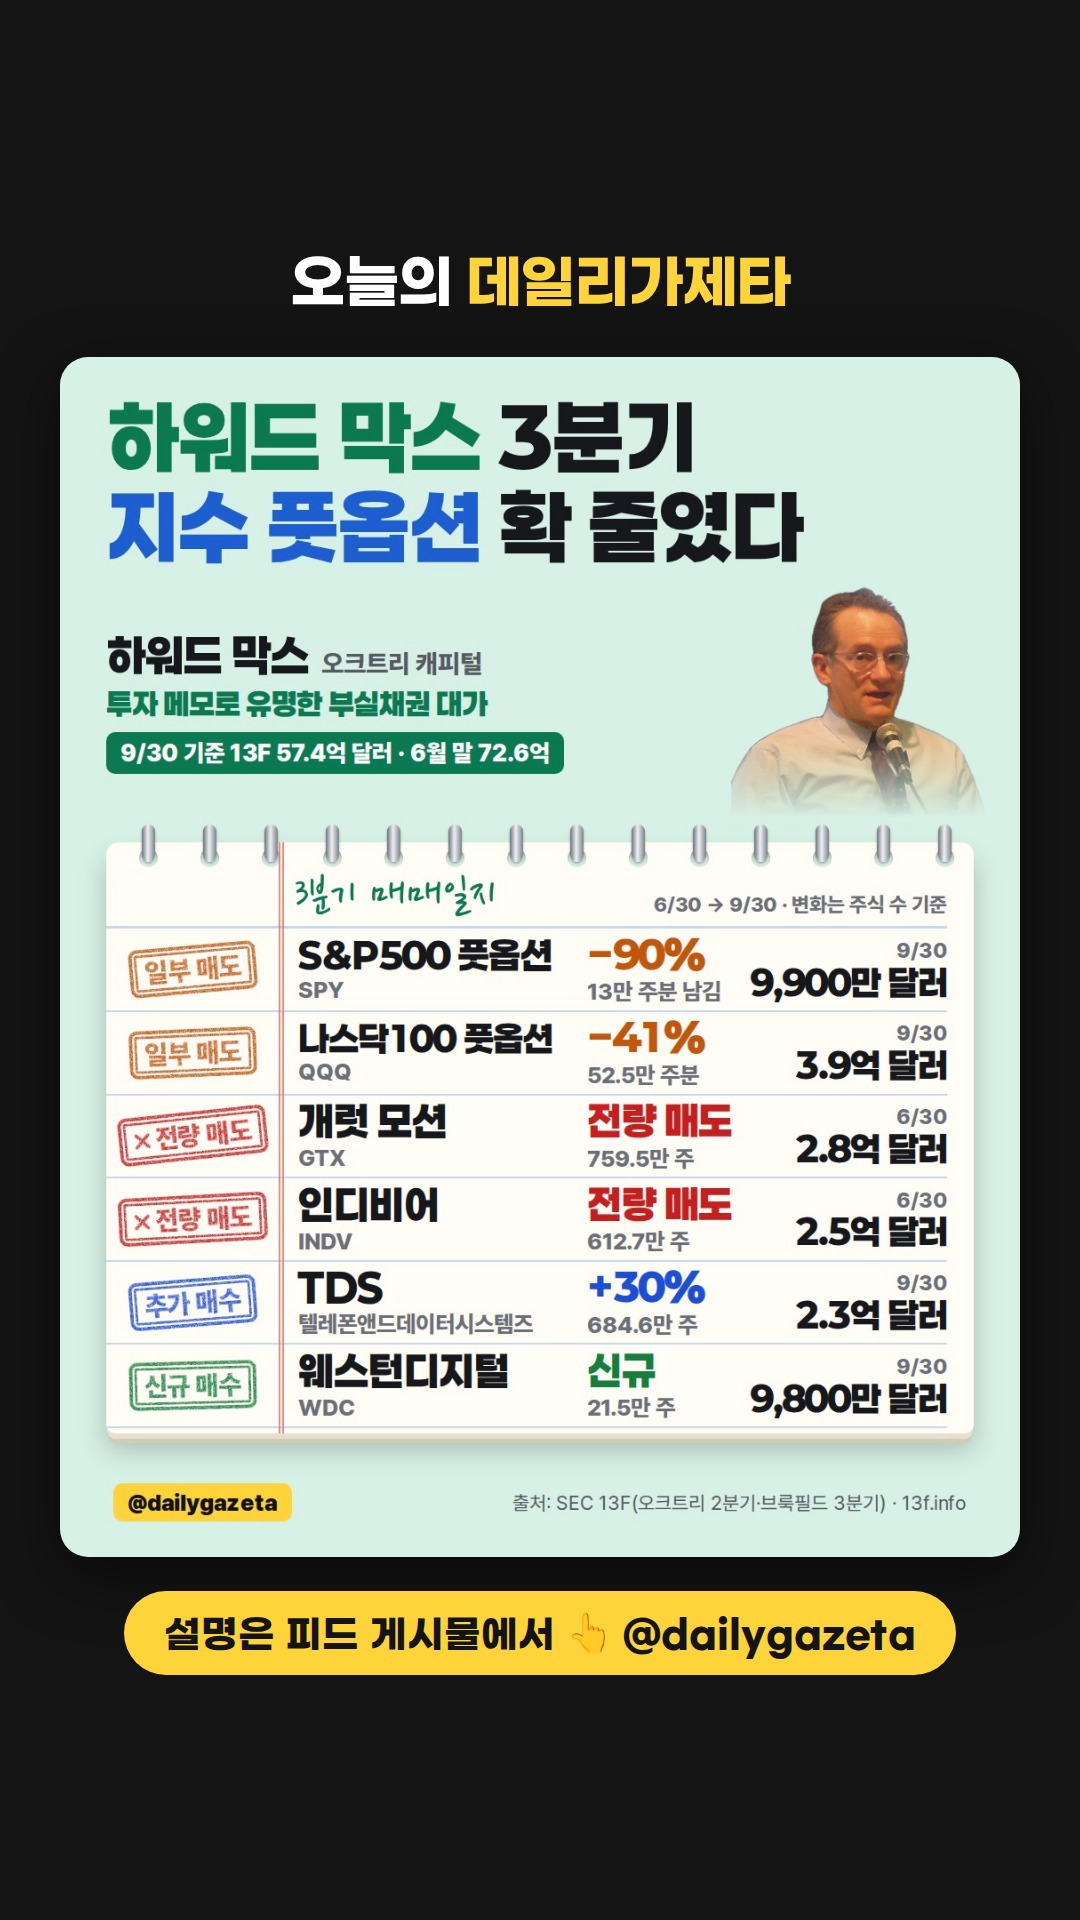 오늘의 데일리가제타
하워드 막스 3분기
지수 풋옵션 확 줄였다
하워드 막스 오크트리 캐피털
투자 메모로 유명한 부실채권 대가
9/30 기준 13F 57.4억 달러 · 6월 말 72.6억
3분기 매매일지
6/30 → 9/30 · 변화는 주식 수 기준
일부 매도 S&P500 풋옵션 −90% 9/30
SPY 13만 주분 남김 9,900만 달러
일부 매도 나스닥100 풋옵션 −41% 9/30
QQQ 52.5만 주분 3.9억 달러
× 전량 매도 개럿 모션 전량 매도 6/30
GTX 759.5만 주 2.8억 달러
× 전량 매도 인디비어 전량 매도 6/30
INDV 612.7만 주 2.5억 달러
추가 매수 TDS +30% 9/30
텔레폰앤드데이터시스템즈 684.6만 주 2.3억 달러
신규 매수 웨스턴디지털 신규 9/30
WDC 21.5만 주 9,800만 달러
@dailygazeta
출처: SEC 13F(오크트리 2분기·브룩필드 3분기) · 13f.info
설명은 피드 게시물에서 👆 @dailygazeta